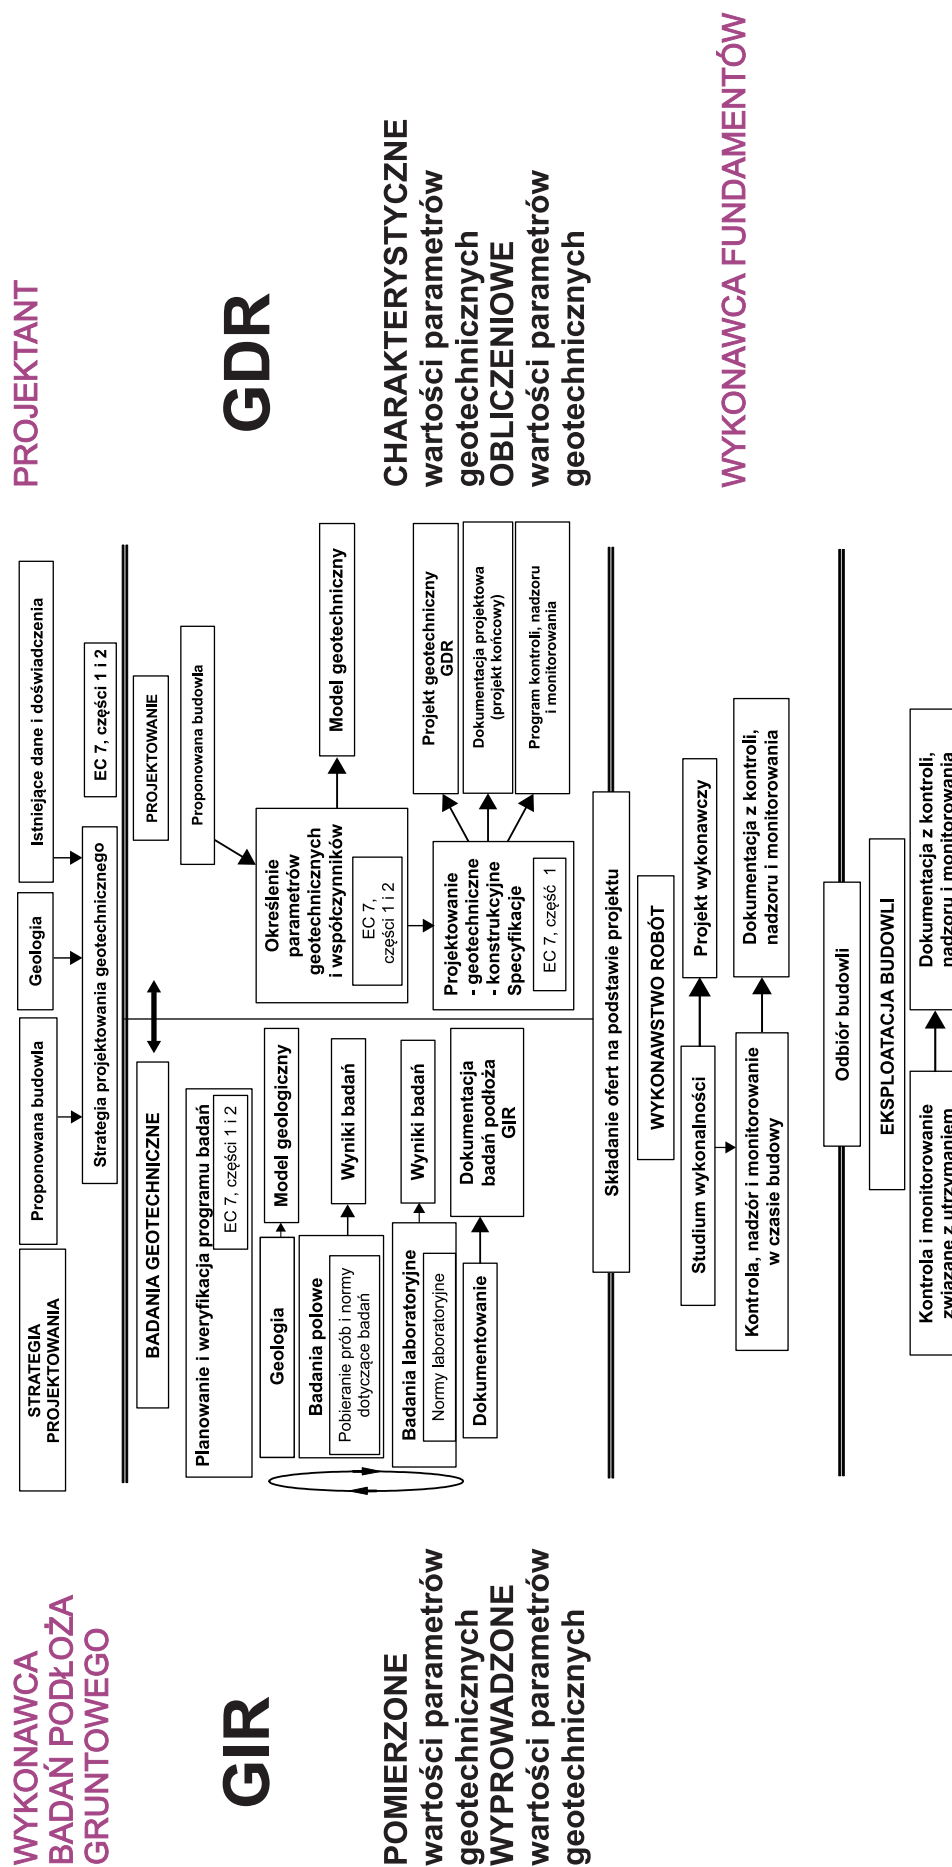 WYKONAWCA
BADAŃ PODŁOŻA
GRUNTOWEGO
GIR
POMIERZONE
wartości parametrów
geotechnicznych
WYPROWADZONE
wartości parametrów
geotechnicznych
STRATEGIA
PROJEKTOWANIA
Proponowana budowla
Geologia
Istniejące dane i doświadczenia
Strategia projektowania geotechnicznego
EC 7, części 1 i 2
BADANIA GEOTECHNICZNE
PROJEKTOWANIE
Planowanie i weryfikacja programu badań
EC 7, części 1 i 2
Geologia
Model geologiczny
Badania polowe
Pobieranie prób i normy
dotyczące badań
Wyniki badań
Badania laboratoryjne
Normy laboratoryjne
Wyniki badań
Dokumentowanie
Dokumentacja
badań podłoża
GIR
Proponowana budowla
Określenie
parametrów
geotechnicznych
i współczynników
EC 7,
części 1 i 2
Model geotechniczny
Projektowanie
- geotechniczne
- konstrukcyjne
Specyfikacje
EC 7, część 1
Projekt geotechniczny
GDR
Dokumentacja projektowa
(projekt końcowy)
Program kontroli, nadzoru
i monitorowania
Składanie ofert na podstawie projektu
WYKONAWSTWO ROBÓT
Studium wykonalności
Projekt wykonawczy
Kontrola, nadzór i monitorowanie
w czasie budowy
Dokumentacja z kontroli,
nadzoru i monitorowania
Odbiór budowli
EKSPLOATACJA BUDOWLI
Kontrola i monitorowanie
związane z utrzymaniem
Dokumentacja z kontroli,
nadzoru i monitorowania
PROJEKTANT
GDR
CHARAKTERYSTYCZNE
wartości parametrów
geotechnicznych
OBLICZENIOWE
wartości parametrów
geotechnicznych
WYKONAWCA FUNDAMENTÓW